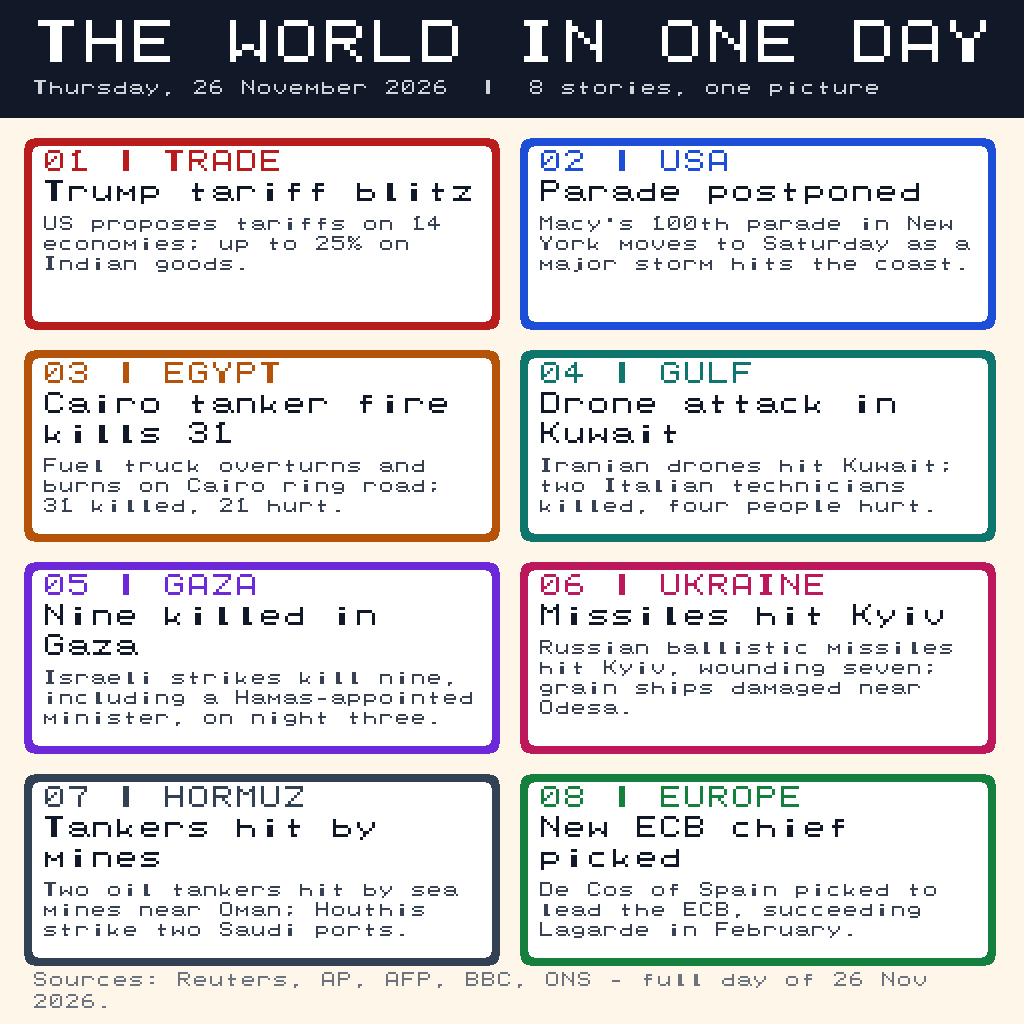 THE WORLD IN ONE DAY
Thursday, 26 November 2026 | 8 stories, one picture
01 | TRADE
Trump tariff blitz
US proposes tariffs on 14
economies; up to 25% on
Indian goods.
02 | USA
Parade postponed
Macy's 100th parade in New
York moves to Saturday as a
major storm hits the coast.
03 | EGYPT
Cairo tanker fire
kills 31
Fuel truck overturns and
burns on Cairo ring road;
31 killed, 21 hurt.
04 | GULF
Drone attack in
Kuwait
Iranian drones hit Kuwait;
two Italian technicians
killed, four people hurt.
05 | GAZA
Nine killed in
Gaza
Israeli strikes kill nine,
including a Hamas-appointed
minister, on night three.
06 | UKRAINE
Missiles hit Kyiv
Russian ballistic missiles
hit Kyiv, wounding seven;
grain ships damaged near
Odesa.
07 | HORMUZ
Tankers hit by
mines
Two oil tankers hit by sea
mines near Oman; Houthis
strike two Saudi ports.
08 | EUROPE
New ECB chief
picked
De Cos of Spain picked to
lead the ECB, succeeding
Lagarde in February.
Sources: Reuters, AP, AFP, BBC, ONS - full day of 26 Nov
2026.